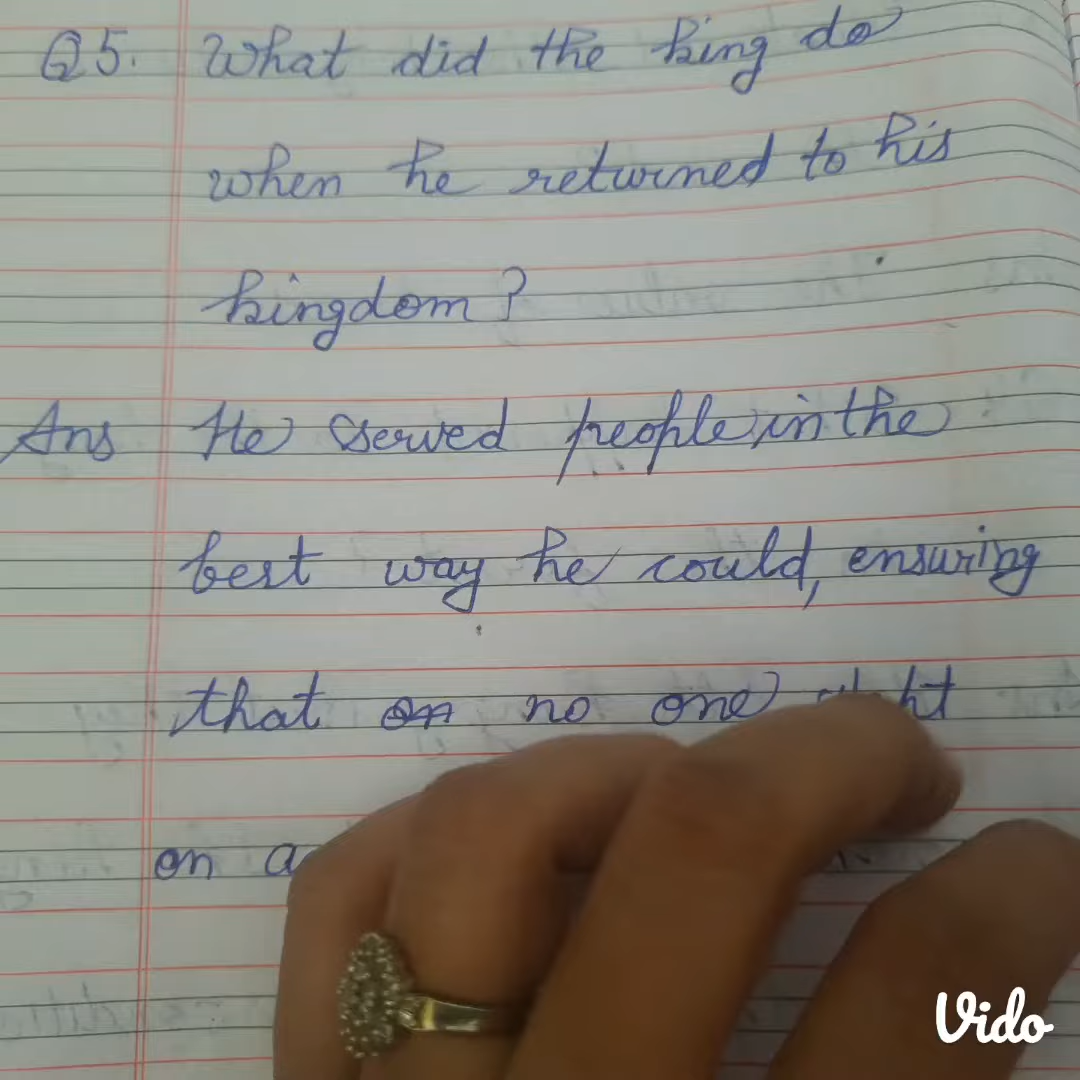 Q5. What did the king do
when he returned to his
kingdom?
Ans He served people in the
best way he could, ensuring
that on no one
on
Vido